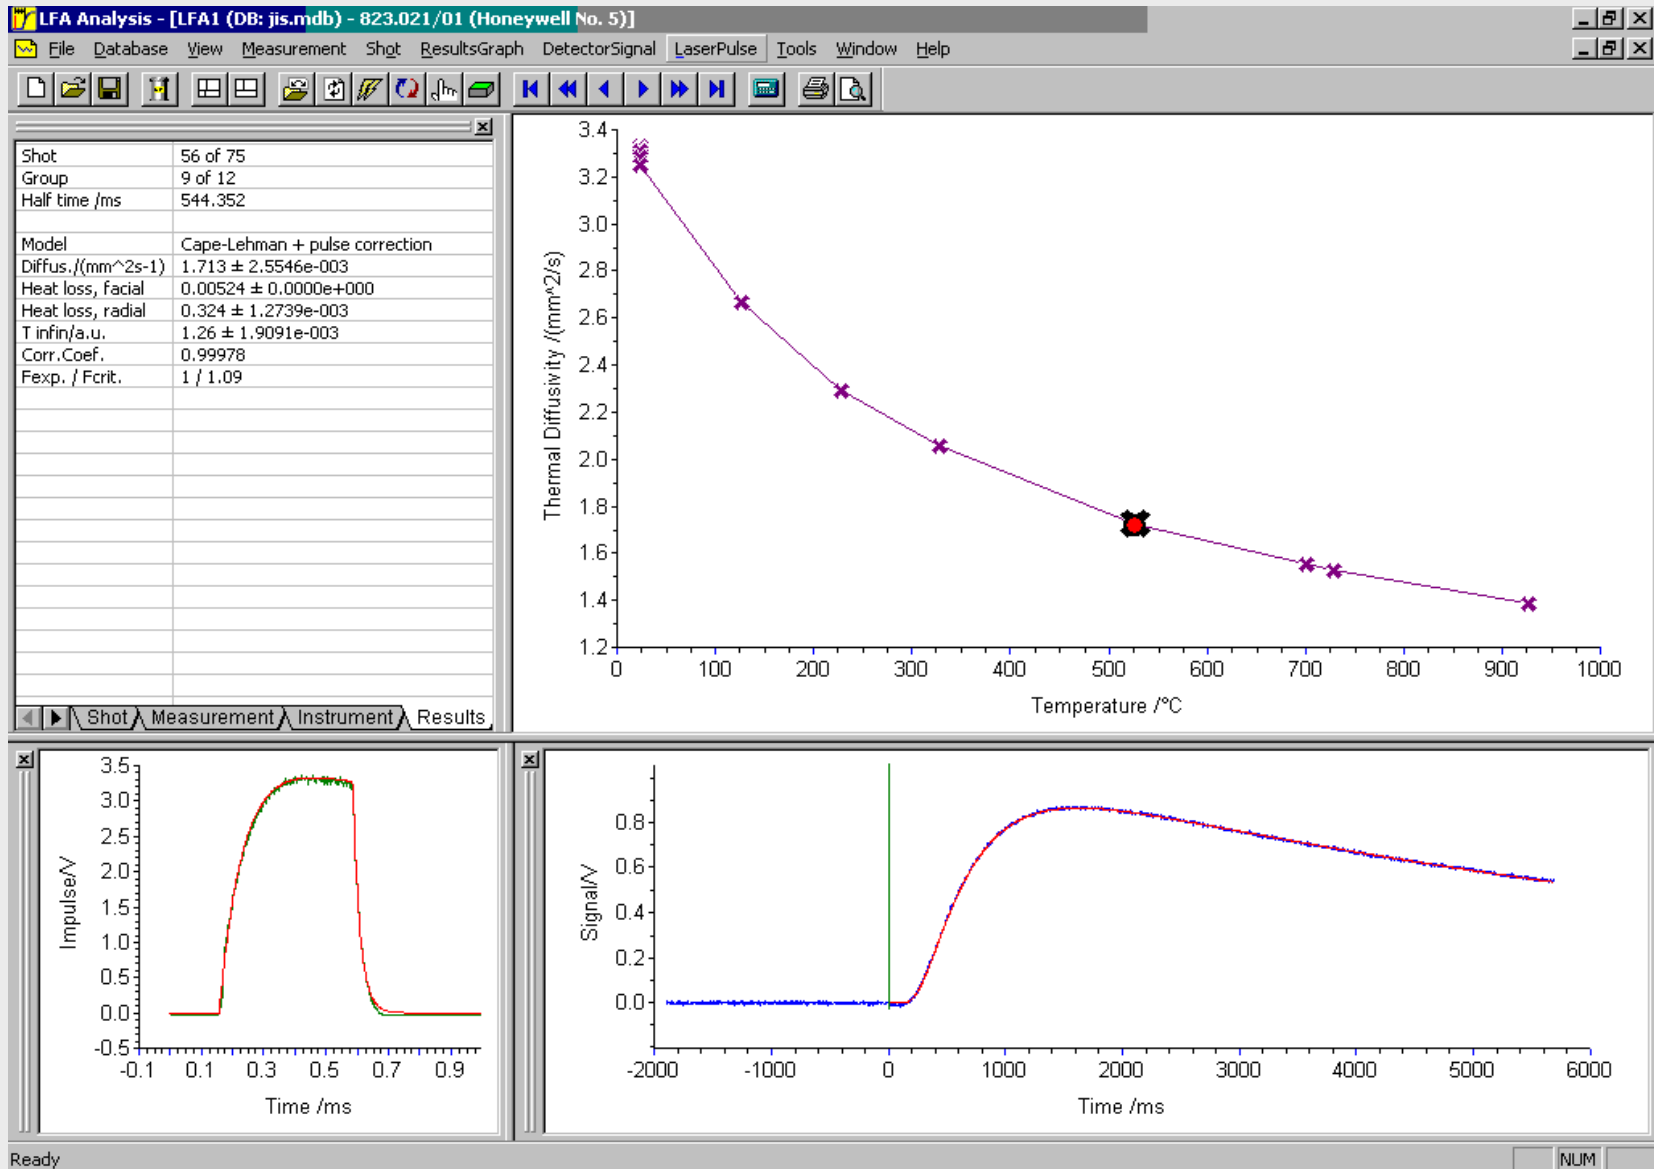 LFA Analysis - [LFA1 (DB: jis.mdb) - 823.021/01 (Honeywell No. 5)]
File Database View Measurement Shot ResultsGraph DetectorSignal LaserPulse Tools Window Help
Shot 56 of 75
Group 9 of 12
Half time /ms 544.352
Model Cape-Lehman + pulse correction
Diffus./(mm^2s-1) 1.713 ± 2.5546e-003
Heat loss, facial 0.00524 ± 0.0000e+000
Heat loss, radial 0.324 ± 1.2739e-003
T infin/a.u. 1.26 ± 1.9091e-003
Corr.Coef. 0.99978
Fexp. / Fcrit. 1 / 1.09
Shot Measurement Instrument Results
Thermal Diffusivity /(mm^2/s)
3.4
3.2
3.0
2.8
2.6
2.4
2.2
2.0
1.8
1.6
1.4
1.2
0 100 200 300 400 500 600 700 800 900 1000
Temperature /°C
Impulse/V
3.5
3.0
2.5
2.0
1.5
1.0
0.5
0.0
-0.5
-0.1 0.1 0.3 0.5 0.7 0.9
Time /ms
Signal/V
0.8
0.6
0.4
0.2
0.0
-2000 -1000 0 1000 2000 3000 4000 5000 6000
Time /ms
Ready NUM